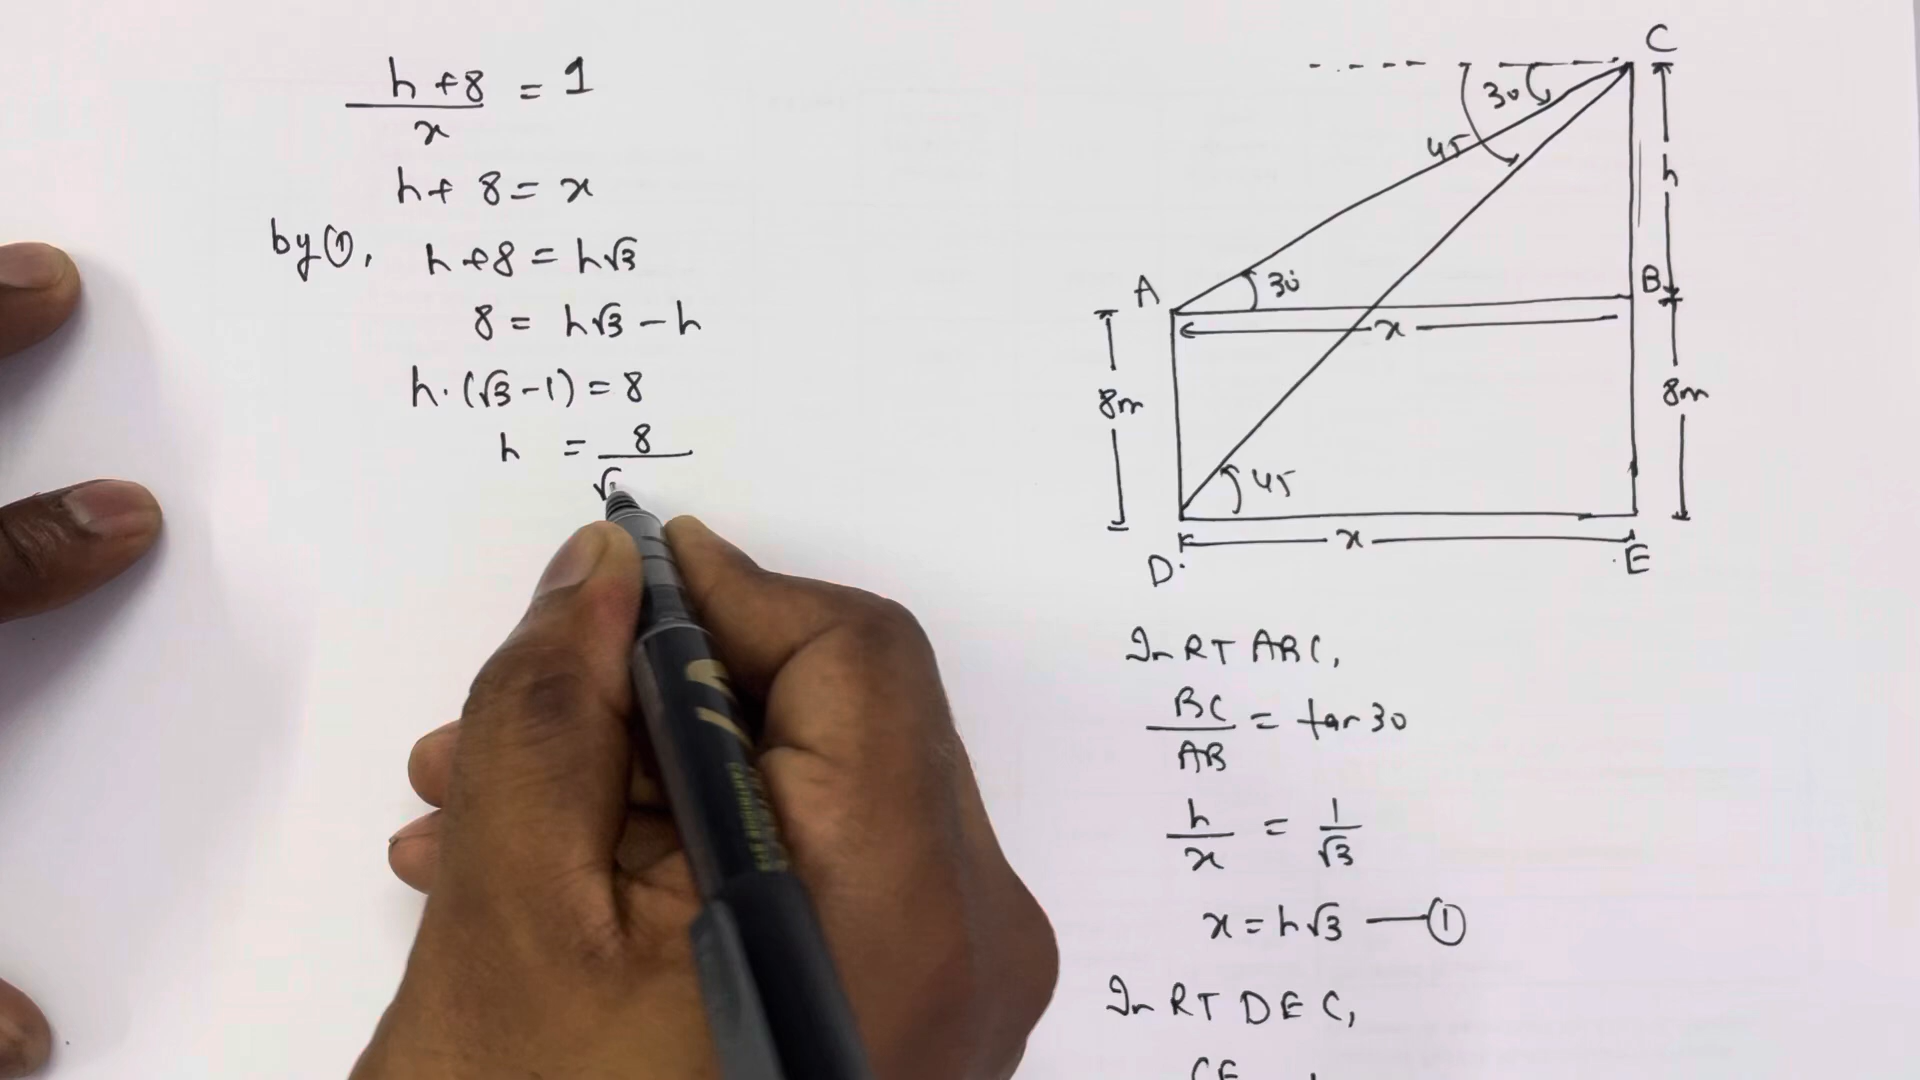 h+8/x = 1
h+ 8 = x
by ①, h+8 = h√3
8 = h√3 - h
h.(√3-1) = 8
h = 8/√
C
30
45
h
A
30
B
x
8m
8m
45
x
D.
.E
In RT ABC,
BC/AB = tan 30
h/x = 1/√3
x = h√3 —①
In RT DEC,
CE